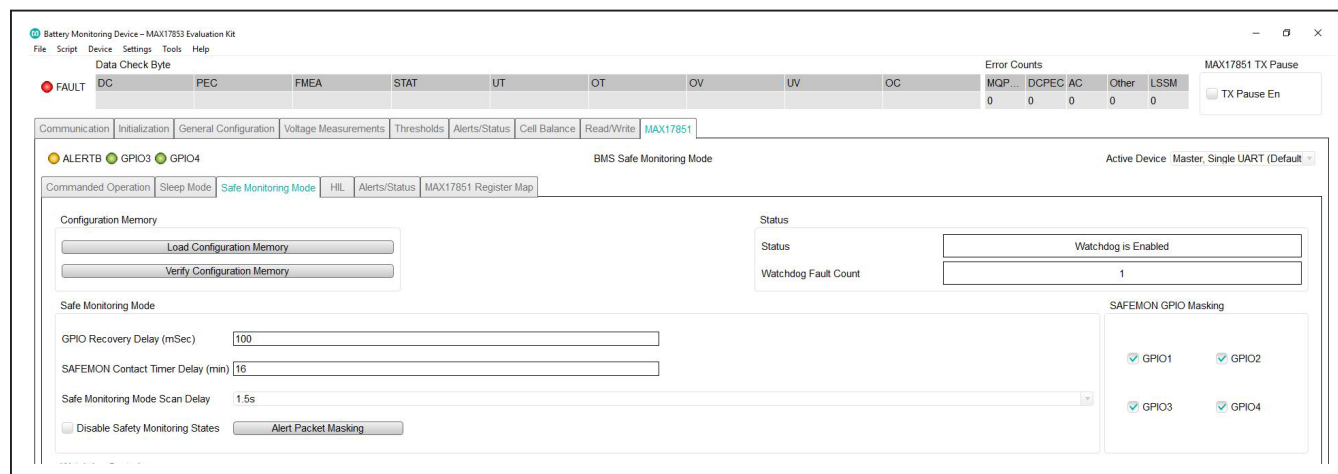 Battery Monitoring Device – MAX17853 Evaluation Kit
File Script Device Settings Tools Help
Data Check Byte Error Counts MAX17851 TX Pause
FAULT DC PEC FMEA STAT UT OT OV UV OC MQP... DCPEC AC Other LSSM
0 0 0 0 0 TX Pause En
Communication Initialization General Configuration Voltage Measurements Thresholds Alerts/Status Cell Balance Read/Write MAX17851
ALERTB GPIO3 GPIO4 BMS Safe Monitoring Mode Active Device Master, Single UART (Default
Commanded Operation Sleep Mode Safe Monitoring Mode HIL Alerts/Status MAX17851 Register Map
Configuration Memory Status
Load Configuration Memory Status Watchdog is Enabled
Verify Configuration Memory Watchdog Fault Count 1
Safe Monitoring Mode SAFEMON GPIO Masking
GPIO Recovery Delay (mSec) 100
GPIO1 GPIO2
SAFEMON Contact Timer Delay (min) 16
Safe Monitoring Mode Scan Delay 1.5s
GPIO3 GPIO4
Disable Safety Monitoring States Alert Packet Masking